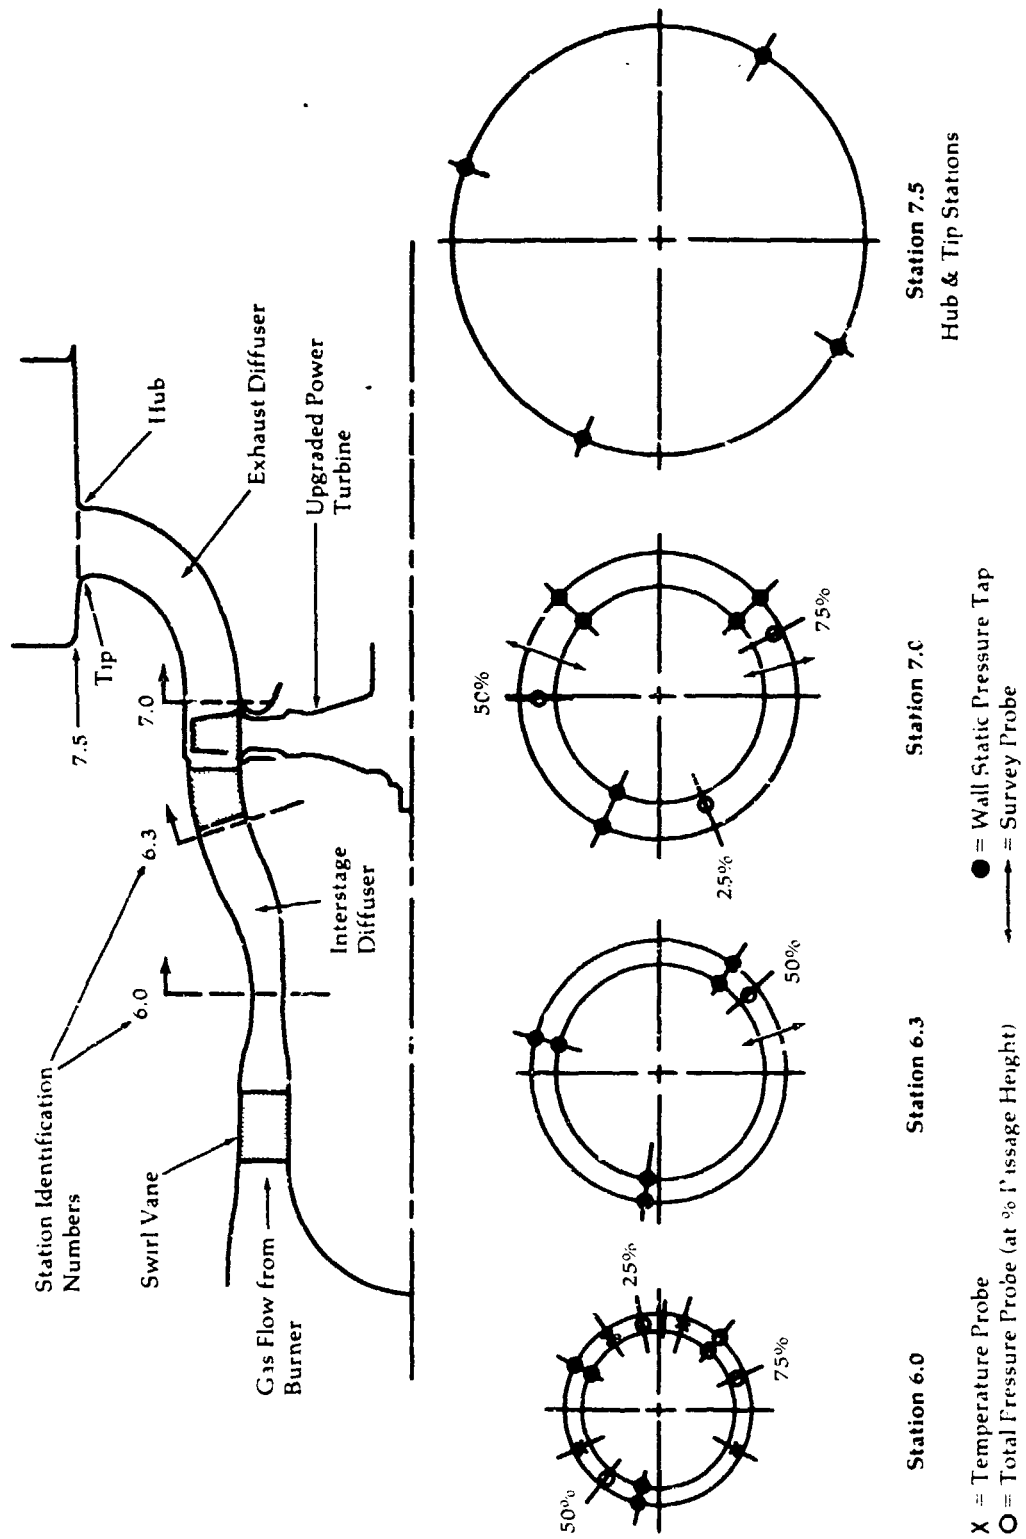 Station Identification
Numbers
Swirl Vane
Gas Flow from
Burner
6.0
6.3
7.0
7.5
Tip
Hub
Exhaust Diffuser
Upgraded Power
Turbine
Interstage
Diffuser
50%
25%
75%
Station 6.0
50%
Station 6.3
50%
25%
75%
Station 7.0
Station 7.5
Hub & Tip Stations
X = Temperature Probe
O = Total Pressure Probe (at % Passage Height)
● = Wall Static Pressure Tap
↔ = Survey Probe